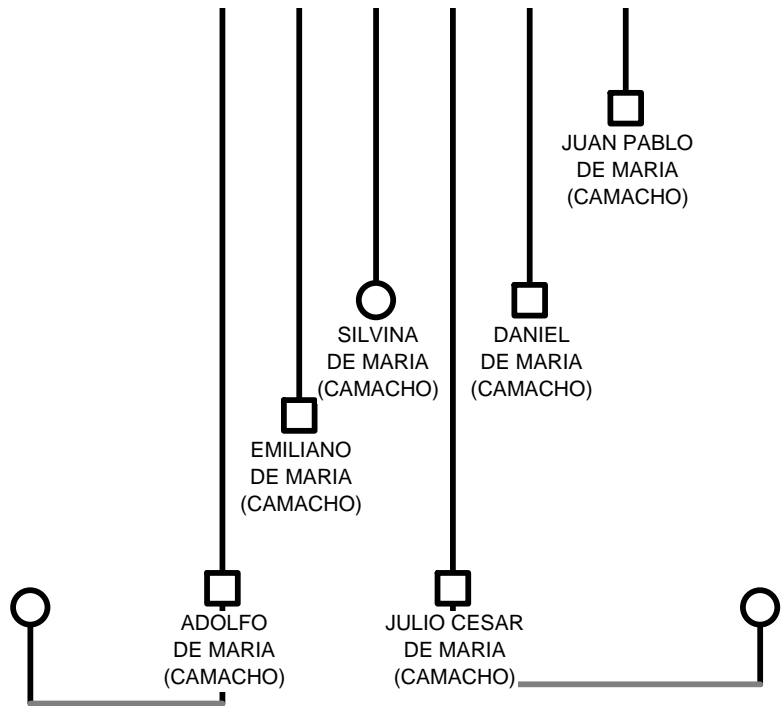 JUAN PABLO
DE MARIA
(CAMACHO)
SILVINA
DE MARIA
(CAMACHO)
DANIEL
DE MARIA
(CAMACHO)
EMILIANO
DE MARIA
(CAMACHO)
ADOLFO
DE MARIA
(CAMACHO)
JULIO CESAR
DE MARIA
(CAMACHO)